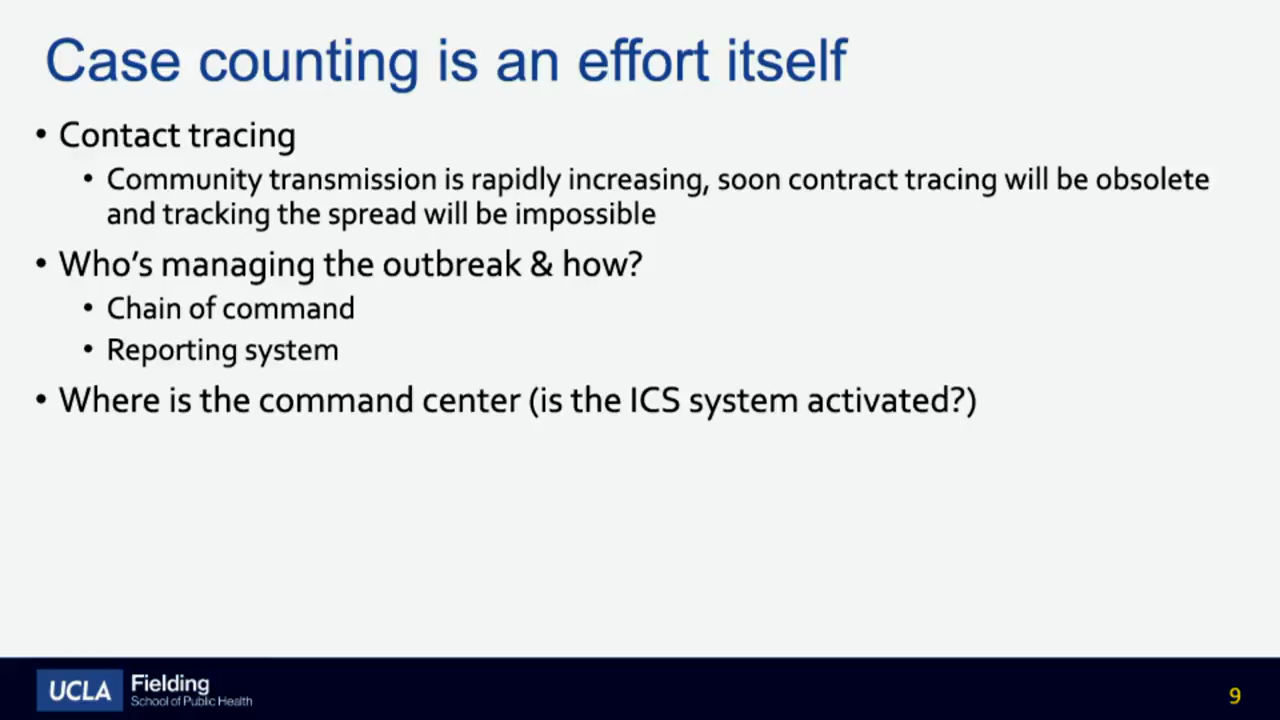 Case counting is an effort itself
• Contact tracing
• Community transmission is rapidly increasing, soon contract tracing will be obsolete
and tracking the spread will be impossible
• Who's managing the outbreak & how?
• Chain of command
• Reporting system
• Where is the command center (is the ICS system activated?)
UCLA
Fielding
School of Public Health
9